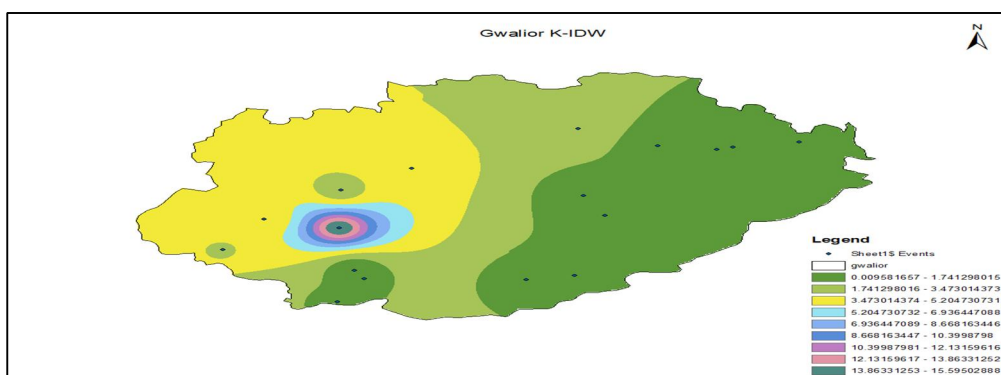 Gwalior K-IDW
N
Legend
Sheet1$ Events
gwalior
0.009581657 - 1.741298015
1.741298016 - 3.473014373
3.473014374 - 5.204730731
5.204730732 - 6.936447088
6.936447089 - 8.668163446
8.668163447 - 10.3998798
10.39987981 - 12.13159616
12.13159617 - 13.86331252
13.86331253 - 15.59502888